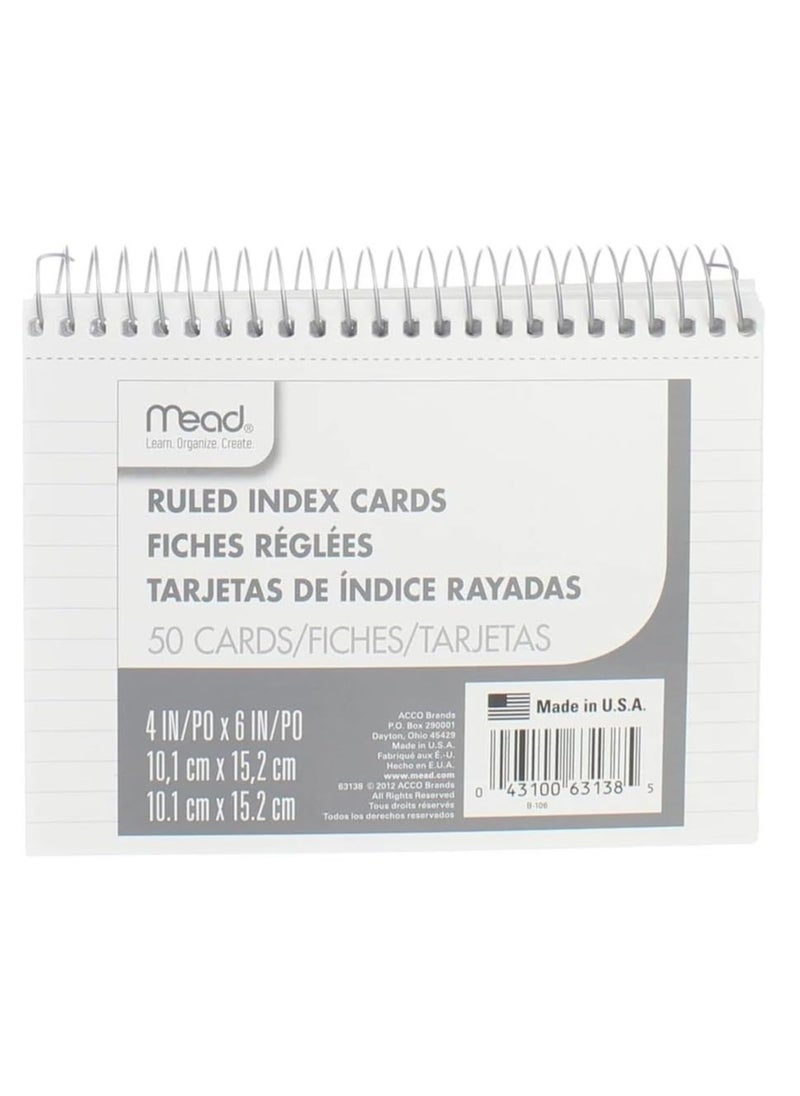 Mead®
Learn. Organize. Create.
RULED INDEX CARDS
FICHES RÉGLÉES
TARJETAS DE ÍNDICE RAYADAS
50 CARDS/FICHES/TARJETAS
4 IN/PO x 6 IN/PO
10,1 cm x 15,2 cm
10.1 cm x 15.2 cm
ACCO Brands
P.O. Box 290001
Dayton, Ohio 45429
Made in U.S.A.
Fabriqué aux É.-U.
Hecho en E.U.A.
www.mead.com
63138 © 2012 ACCO Brands
All Rights Reserved
Tous droits réservés
Todos los derechos reservados
Made in U.S.A.
0 43100 63138 5
B-106